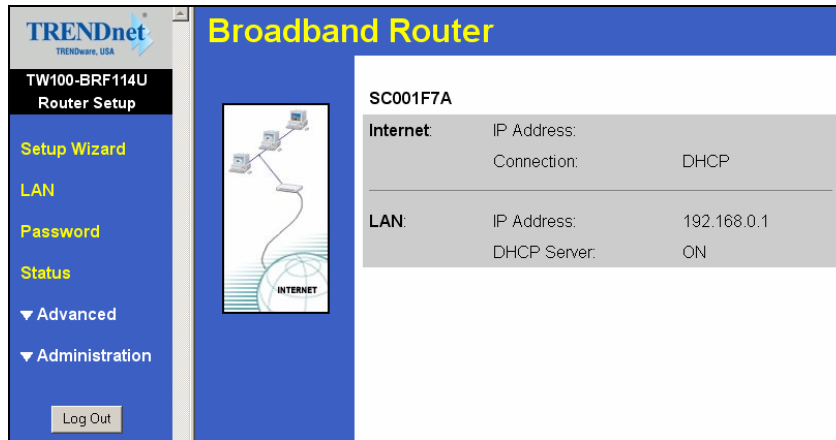 TRENDnet
TRENDware, USA
TW100-BRF114U
Router Setup
Setup Wizard
LAN
Password
Status
Advanced
Administration
Log Out
Broadband Router
INTERNET
SC001F7A
Internet: IP Address:
Connection: DHCP
LAN: IP Address: 192.168.0.1
DHCP Server: ON